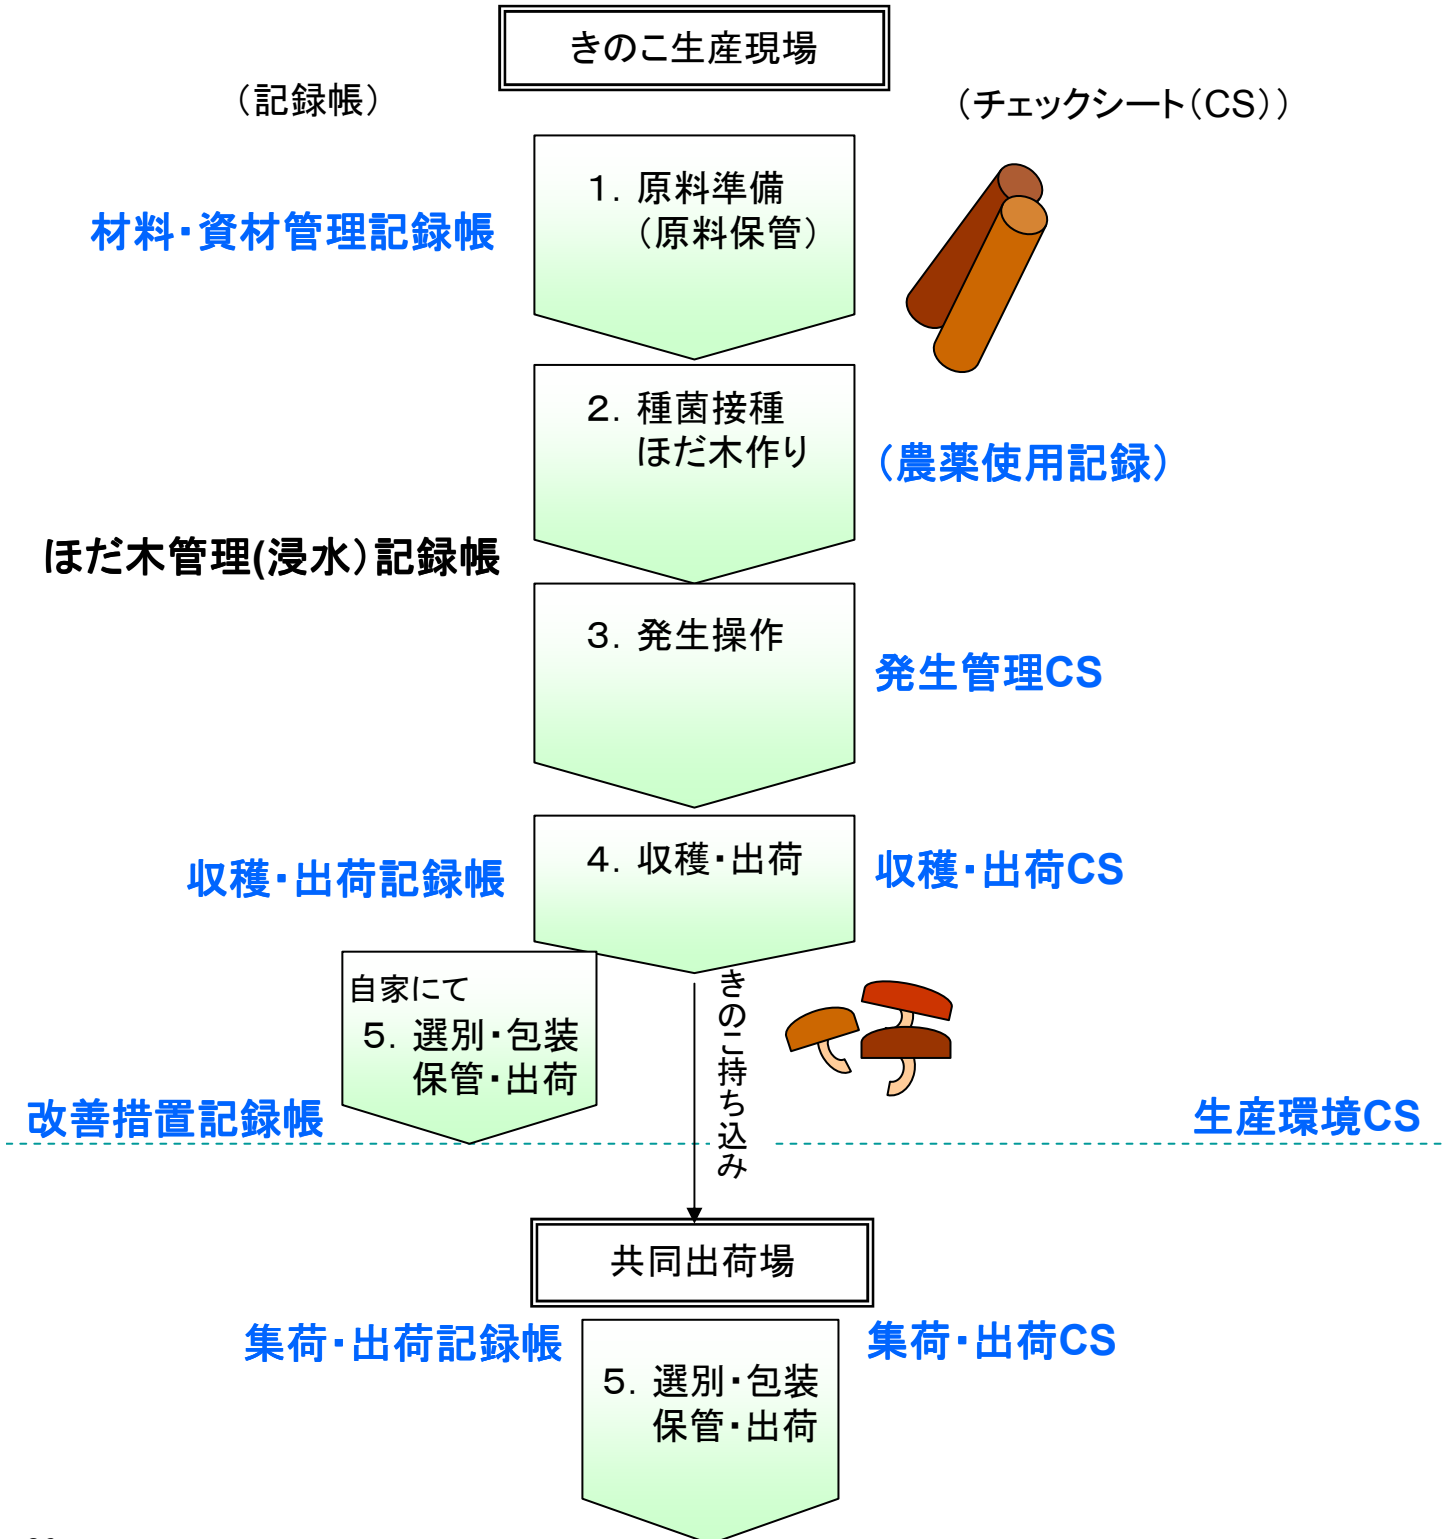 きのこ生産現場
（記録帳）
（チェックシート（CS））
１．原料準備
（原料保管）
材料・資材管理記録帳
２．種菌接種
ほだ木作り
（農薬使用記録）
ほだ木管理(浸水）記録帳
３．発生操作
発生管理CS
４．収穫・出荷
収穫・出荷記録帳
収穫・出荷CS
自家にて
５．選別・包装
保管・出荷
きのこ持ち込み
改善措置記録帳
生産環境CS
共同出荷場
集荷・出荷記録帳
集荷・出荷CS
５．選別・包装
保管・出荷